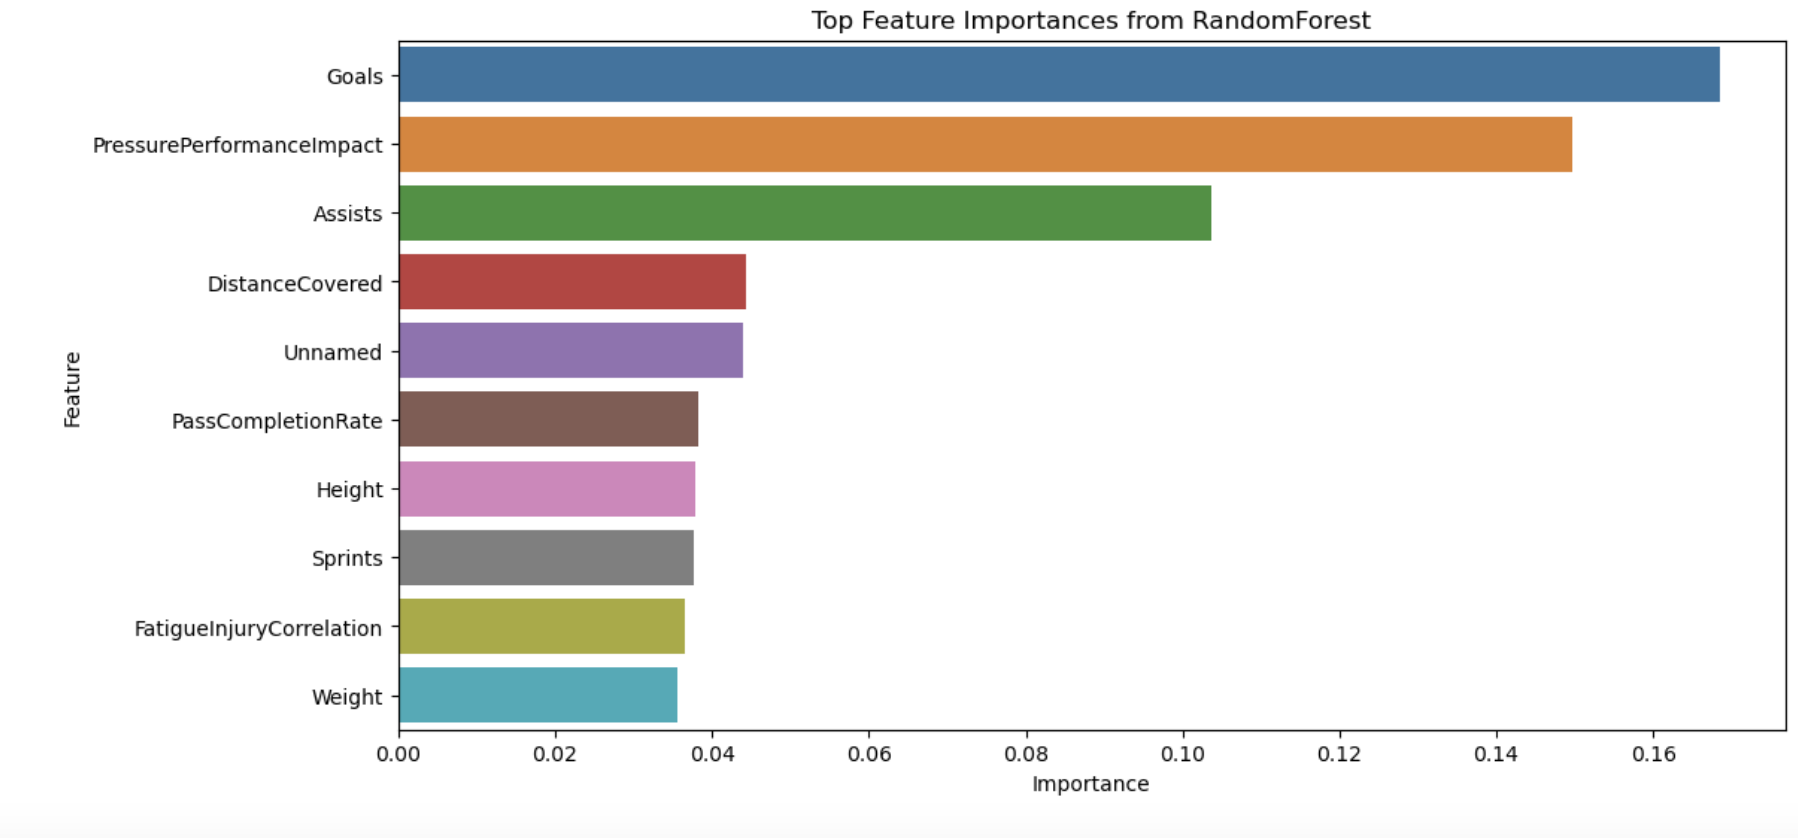 Top Feature Importances from RandomForest
Feature
Goals
PressurePerformanceImpact
Assists
DistanceCovered
Unnamed
PassCompletionRate
Height
Sprints
FatigueInjuryCorrelation
Weight
0.00 0.02 0.04 0.06 0.08 0.10 0.12 0.14 0.16
Importance